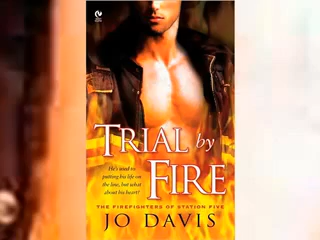 TRIAL by
FIRE
He's used to
putting his life on
the line, but what
about his heart?
THE FIREFIGHTERS OF STATION FIVE
JO DAVIS